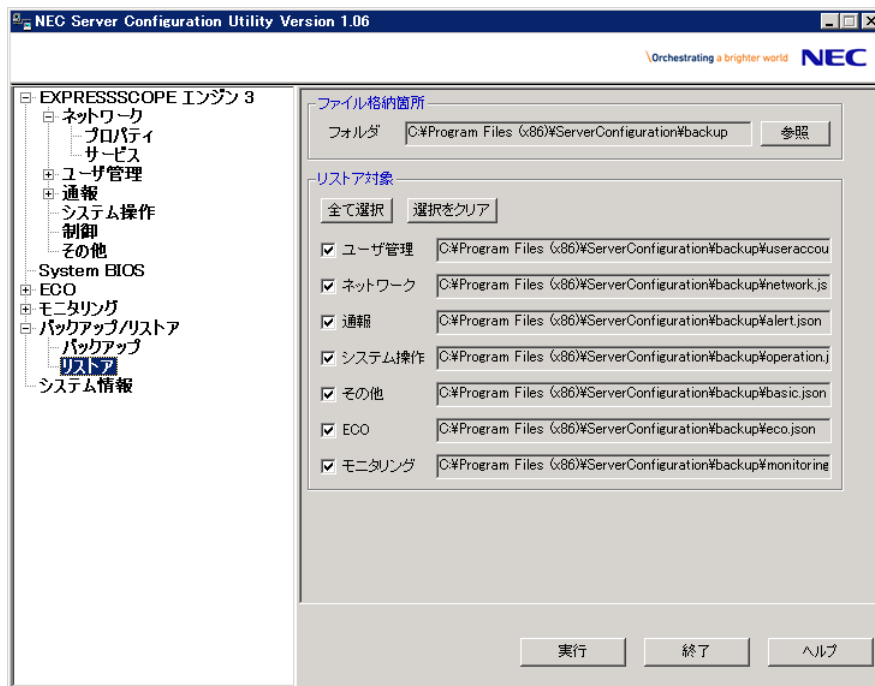 NEC Server Configuration Utility Version 1.06
\Orchestrating a brighter world NEC
EXPRESSSCOPE エンジン 3
ネットワーク
プロパティ
サービス
ユーザ管理
通報
システム操作
制御
その他
System BIOS
ECO
モニタリング
バックアップ/リストア
バックアップ
リストア
システム情報
ファイル格納箇所
フォルダ C:¥Program Files (x86)¥ServerConfiguration¥backup 参照
リストア対象
全て選択 選択をクリア
ユーザ管理 C:¥Program Files (x86)¥ServerConfiguration¥backup¥useraccou
ネットワーク C:¥Program Files (x86)¥ServerConfiguration¥backup¥network.js
通報 C:¥Program Files (x86)¥ServerConfiguration¥backup¥alert.json
システム操作 C:¥Program Files (x86)¥ServerConfiguration¥backup¥operation.j
その他 C:¥Program Files (x86)¥ServerConfiguration¥backup¥basic.json
ECO C:¥Program Files (x86)¥ServerConfiguration¥backup¥eco.json
モニタリング C:¥Program Files (x86)¥ServerConfiguration¥backup¥monitoring
実行 終了 ヘルプ